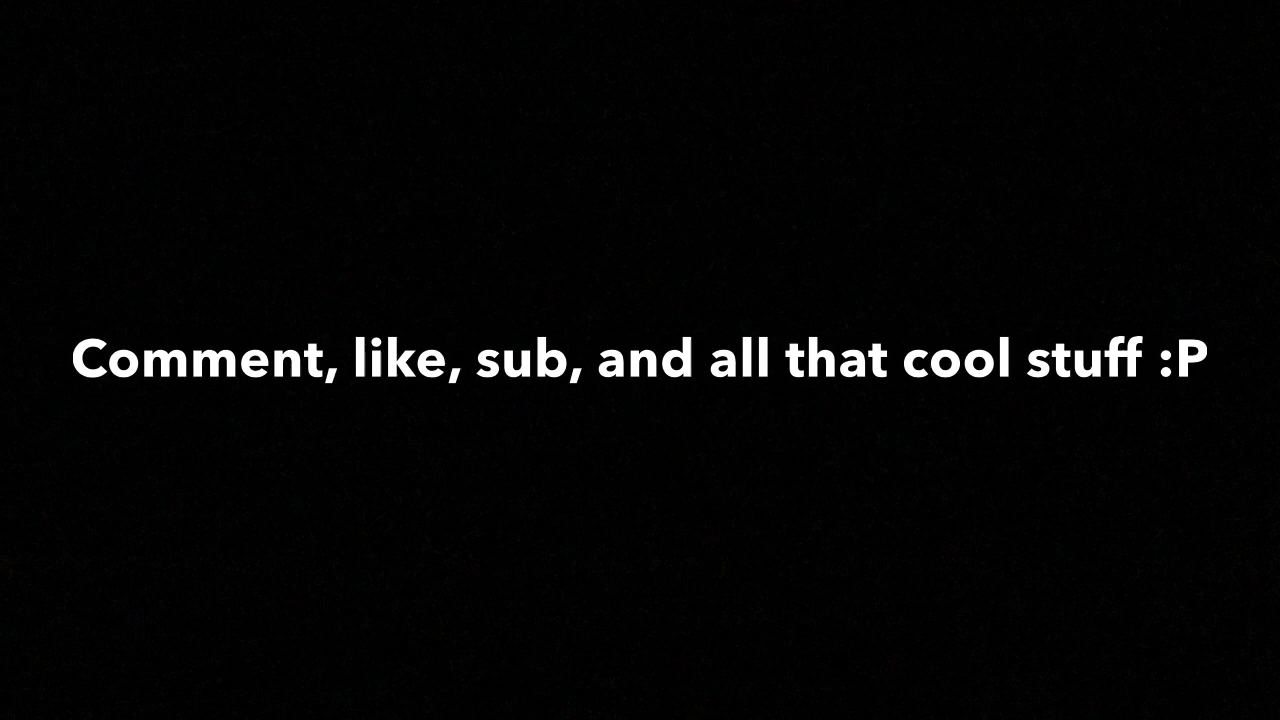 Comment, like, sub, and all that cool stuff :P